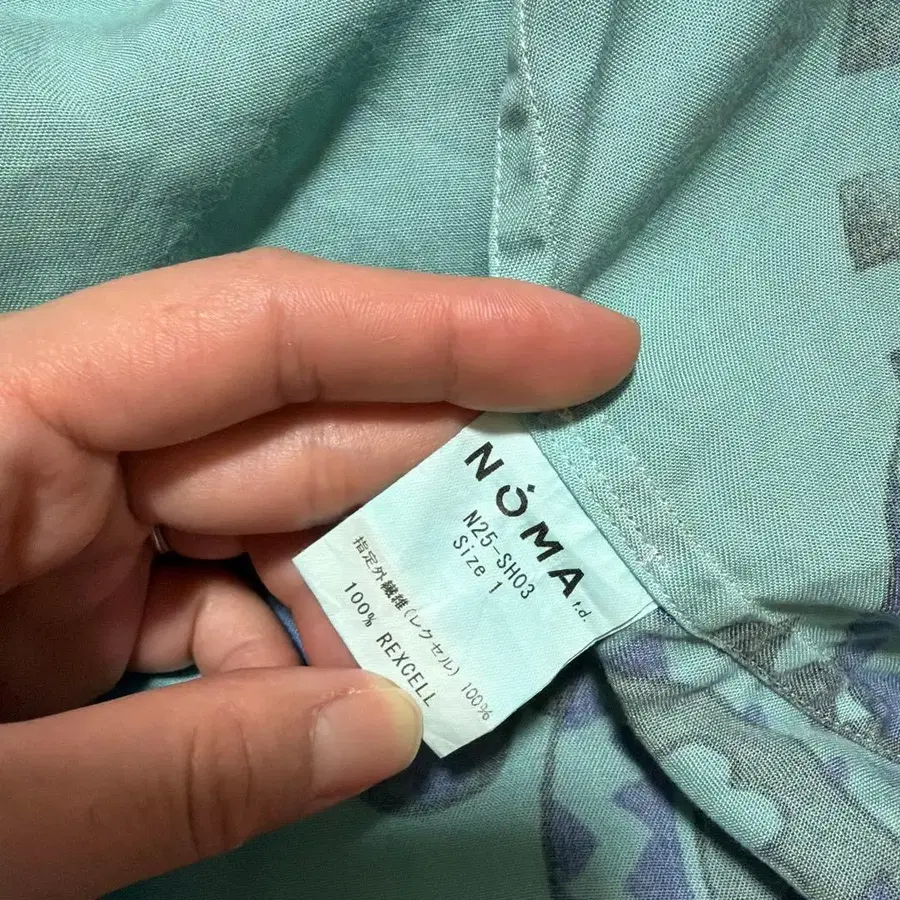 NOMA t.d.
N25-SH03
Size 1
指定外繊維(レクセル) 100%
100% REXCELL